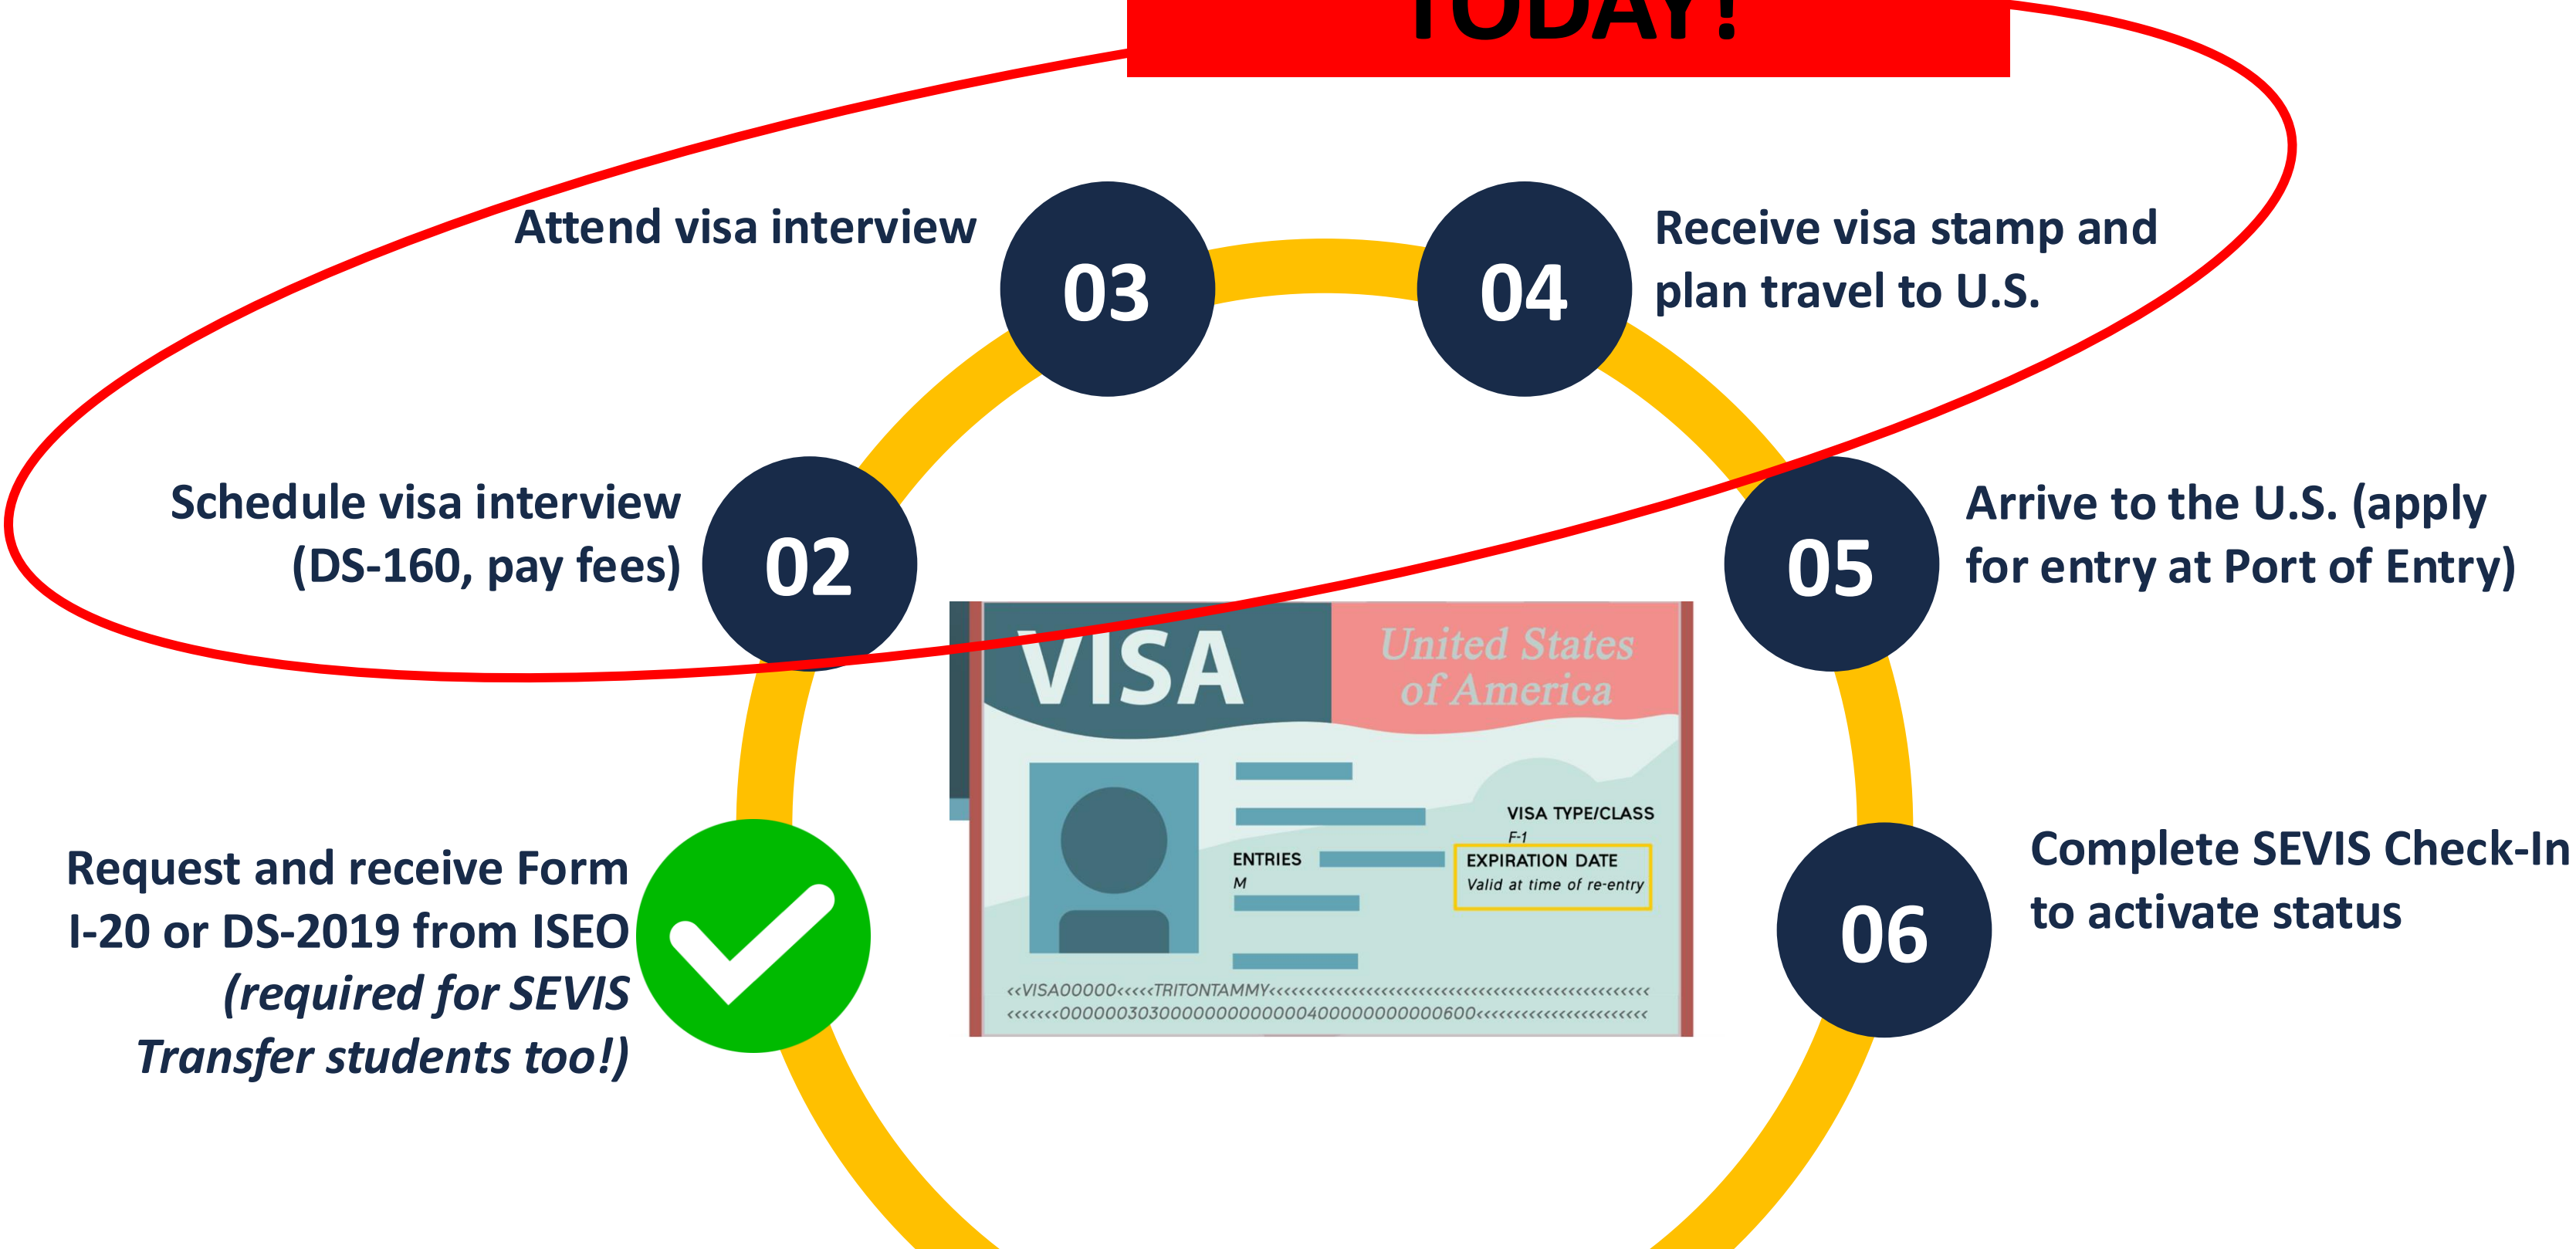 TODAY!
Attend visa interview
03
04
Receive visa stamp and
plan travel to U.S.
Schedule visa interview
(DS-160, pay fees)
02
05
Arrive to the U.S. (apply
for entry at Port of Entry)
VISA
United States
of America
VISA TYPE/CLASS
F-1
ENTRIES
M
EXPIRATION DATE
Valid at time of re-entry
<<VISA00000<<<<<TRITONTAMMY<<<<<<<<<<<<<<<<<<<<<<<<<<<<<<<<<<<<<<<<<<<<<<<<<<<
<<<<<<<0000003030000000000000400000000000600<<<<<<<<<<<<<<<<<<<<<<<
Request and receive Form
I-20 or DS-2019 from ISEO
(required for SEVIS
Transfer students too!)
06
Complete SEVIS Check-In
to activate status